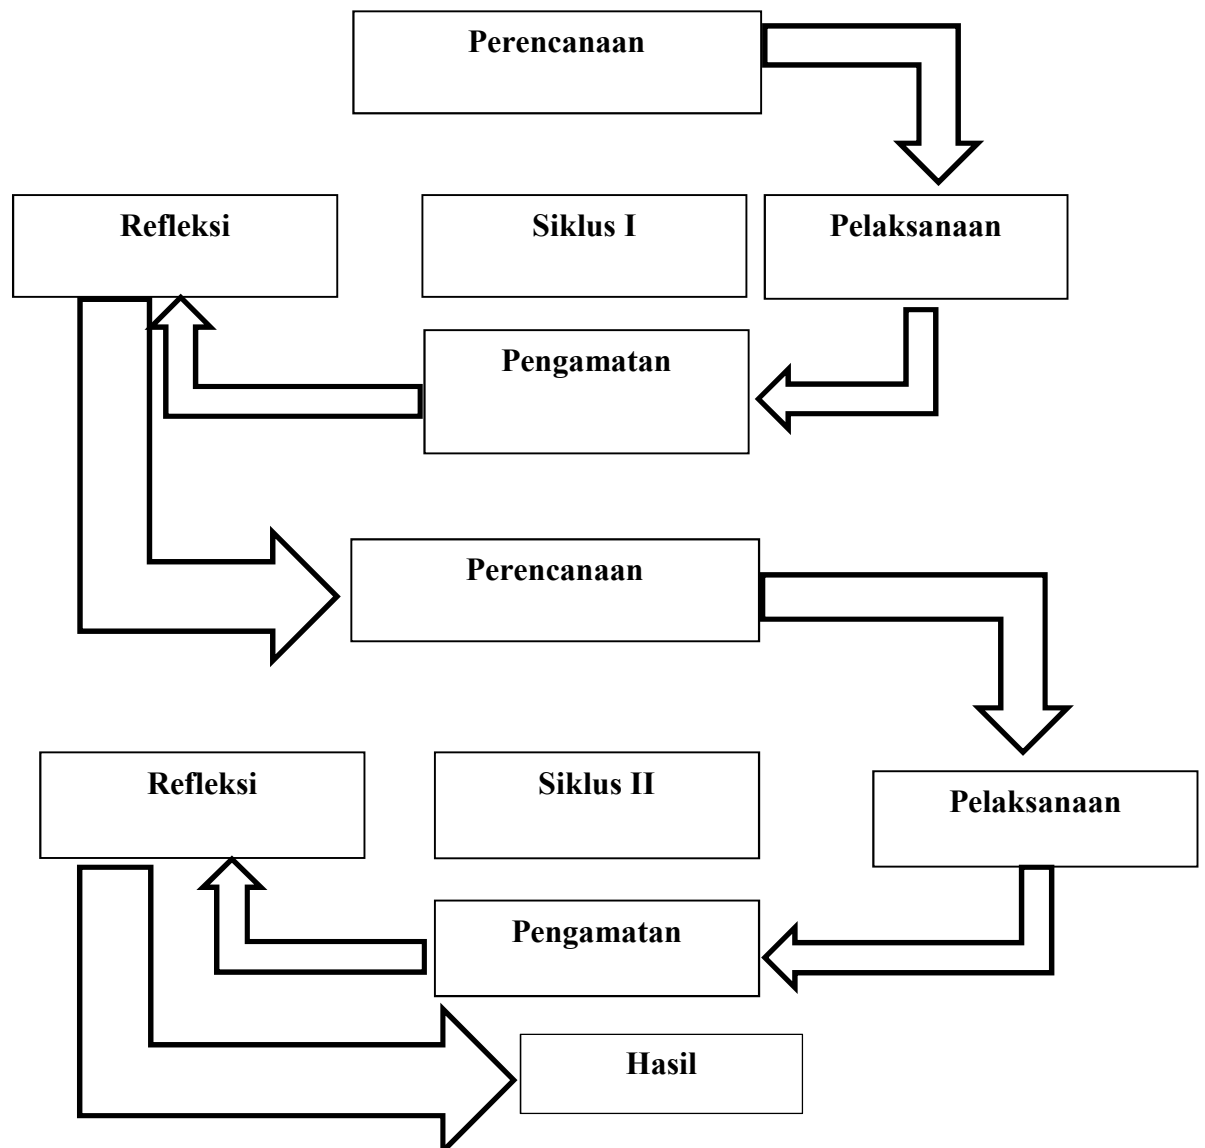 Perencanaan
Refleksi
Siklus I
Pelaksanaan
Pengamatan
Perencanaan
Refleksi
Siklus II
Pelaksanaan
Pengamatan
Hasil